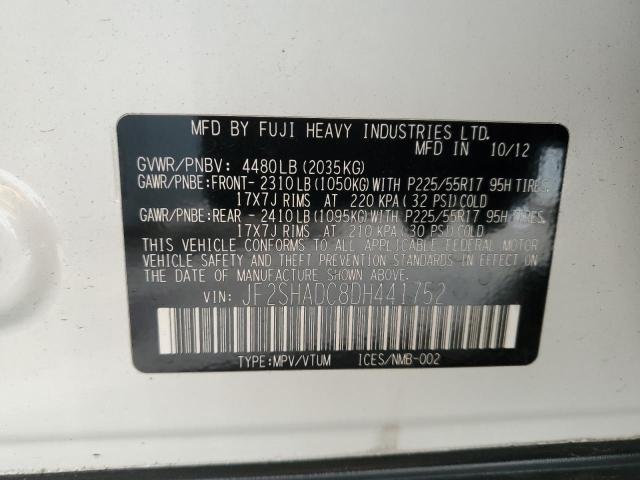 MFD BY FUJI HEAVY INDUSTRIES LTD.
MFD IN 10/12
GVWR/PNBV: 4480LB (2035KG)
GAWR/PNBE:FRONT- 2310LB(1050KG)WITH P225/55R17 95H TIRES,
17X7J RIMS AT 220 KPA( 32 PSI)COLD
GAWR/PNBE:REAR - 2410LB(1095KG)WITH P225/55R17 95H TIRES,
17X7J RIMS AT 210 KPA( 30 PSI)COLD
THIS VEHICLE CONFORMS TO ALL APPLICABLE FEDERAL MOTOR
VEHICLE SAFETY AND THEFT PREVENTION STANDARDS IN EFFECT
ON THE DATE OF MANUFACTURE SHOWN ABOVE.
VIN: JF2SHADC8DH441752
TYPE:MPV/VTUM ICES/NMB-002